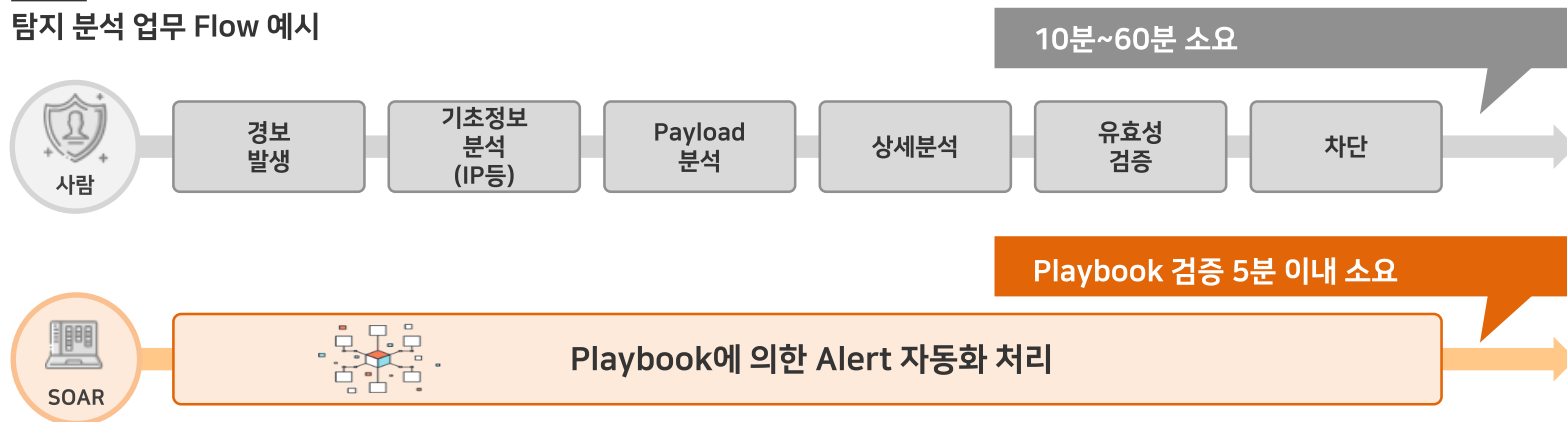 탐지 분석 업무 Flow 예시
10분~60분 소요
사람
경보
발생
기초정보
분석
(IP등)
Payload
분석
상세분석
유효성
검증
차단
Playbook 검증 5분 이내 소요
SOAR
Playbook에 의한 Alert 자동화 처리